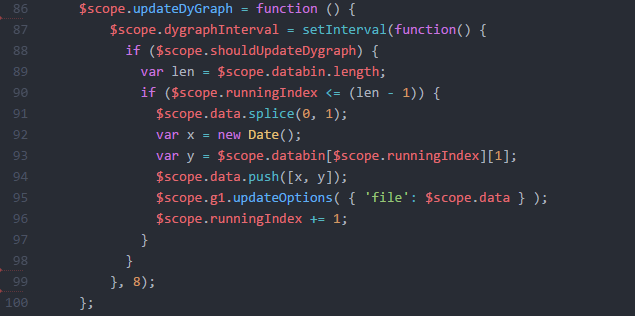 86 $scope.updateDyGraph = function () {
87 $scope.dygraphInterval = setInterval(function() {
88 if ($scope.shouldUpdateDygraph) {
89 var len = $scope.databin.length;
90 if ($scope.runningIndex <= (len - 1)) {
91 $scope.data.splice(0, 1);
92 var x = new Date();
93 var y = $scope.databin[$scope.runningIndex][1];
94 $scope.data.push([x, y]);
95 $scope.g1.updateOptions( { 'file': $scope.data } );
96 $scope.runningIndex += 1;
97 }
98 }
99 }, 8);
100 };